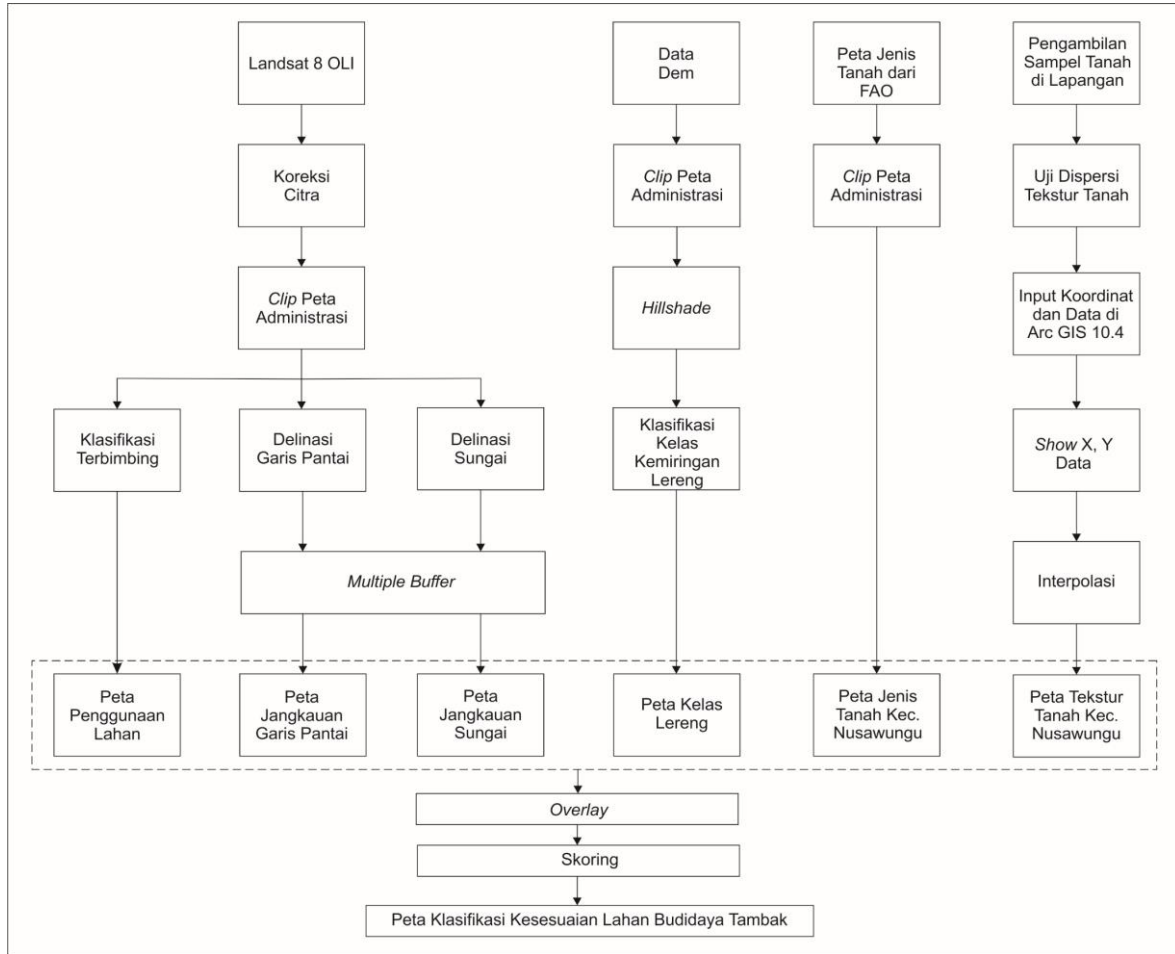 Landsat 8 OLI
Data
Dem
Peta Jenis
Tanah dari
FAO
Pengambilan
Sampel Tanah
di Lapangan
Koreksi
Citra
Clip Peta
Administrasi
Clip Peta
Administrasi
Uji Dispersi
Tekstur Tanah
Clip Peta
Administrasi
Hillshade
Input Koordinat
dan Data di
Arc GIS 10.4
Klasifikasi
Terbimbing
Delinasi
Garis Pantai
Delinasi
Sungai
Klasifikasi
Kelas
Kemiringan
Lereng
Show X, Y
Data
Multiple Buffer
Interpolasi
Peta
Penggunaan
Lahan
Peta
Jangkauan
Garis Pantai
Peta
Jangkauan
Sungai
Peta Kelas
Lereng
Peta Jenis
Tanah Kec.
Nusawungu
Peta Tekstur
Tanah Kec.
Nusawungu
Overlay
Skoring
Peta Klasifikasi Kesesuaian Lahan Budidaya Tambak